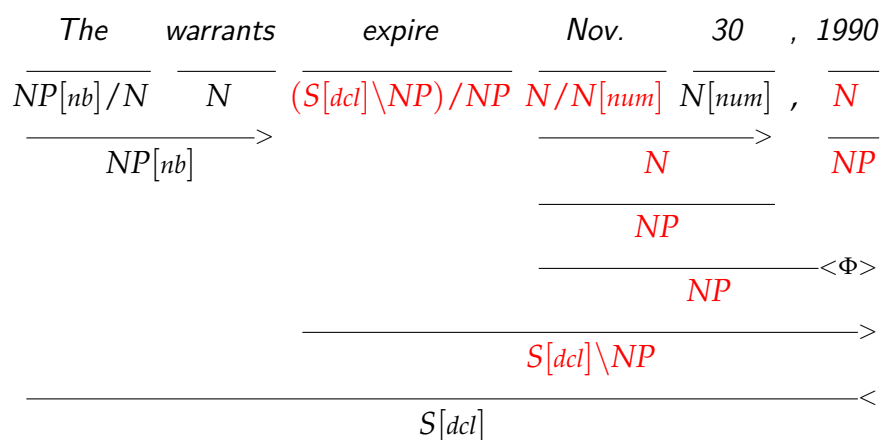 The warrants expire Nov. 30 , 1990
NP[nb]/N N (S[dcl]\NP)/NP N/N[num] N[num] , N
> >
NP[nb] N NP
NP
<Φ>
NP
>
S[dcl]\NP
<
S[dcl]